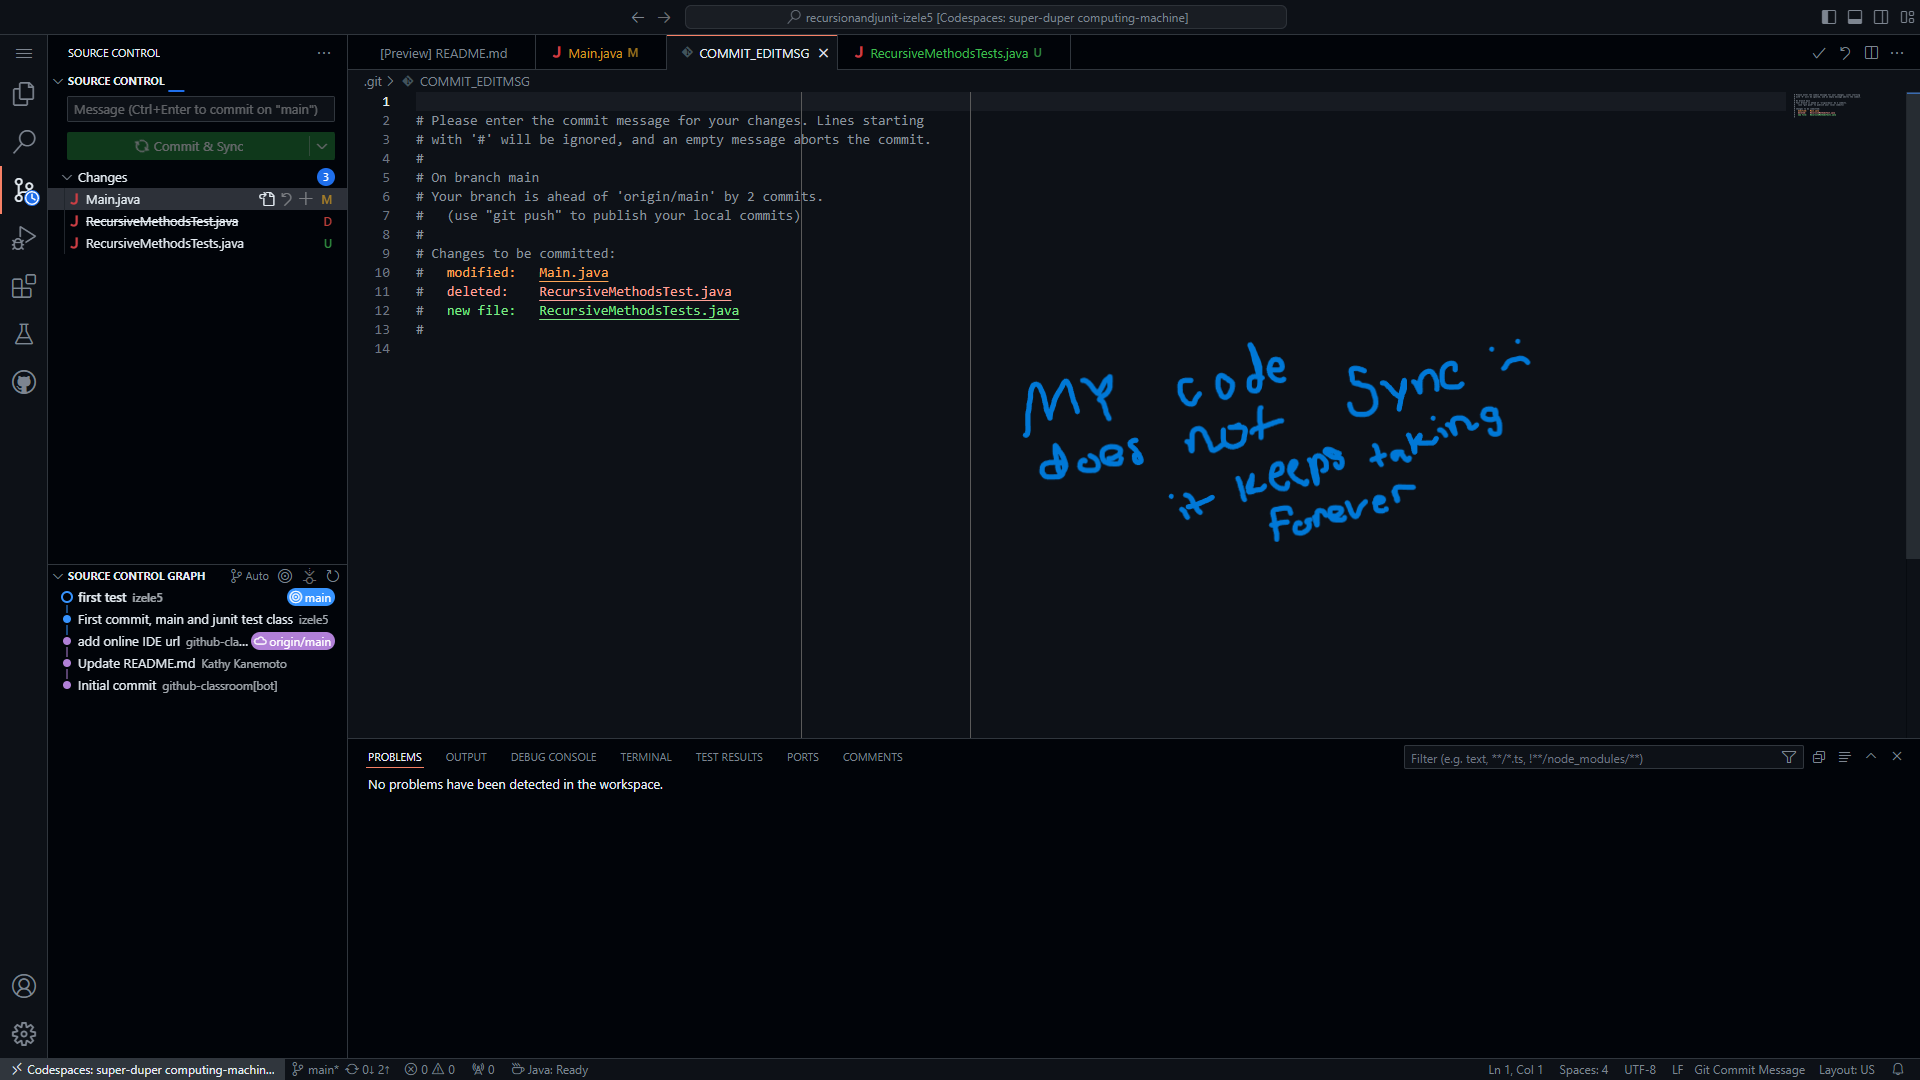 recursionandjunit-izele5 [Codespaces: super-duper computing-machine]
SOURCE CONTROL
[Preview] README.md
Main.java M
COMMIT_EDITMSG
RecursiveMethodsTests.java U
SOURCE CONTROL
.git > COMMIT_EDITMSG
Message (Ctrl+Enter to commit on "main")
Commit & Sync
Changes 3
Main.java M
RecursiveMethodsTest.java D
RecursiveMethodsTests.java U
1
2 # Please enter the commit message for your changes. Lines starting
3 # with '#' will be ignored, and an empty message aborts the commit.
4 #
5 # On branch main
6 # Your branch is ahead of 'origin/main' by 2 commits.
7 #   (use "git push" to publish your local commits)
8 #
9 # Changes to be committed:
10 #   modified:   Main.java
11 #   deleted:    RecursiveMethodsTest.java
12 #   new file:   RecursiveMethodsTests.java
13 #
14
MY code Sync :(
does not
it keeps taking
forever
SOURCE CONTROL GRAPH Auto
first test izele5 main
First commit, main and junit test class izele5
add online IDE url github-cla... origin/main
Update README.md Kathy Kanemoto
Initial commit github-classroom[bot]
PROBLEMS OUTPUT DEBUG CONSOLE TERMINAL TEST RESULTS PORTS COMMENTS
Filter (e.g. text, **/*.ts, !**/node_modules/**)
No problems have been detected in the workspace.
Codespaces: super-duper computing-machin... main* 0↓ 2↑ 0 0 0 Java: Ready
Ln 1, Col 1 Spaces: 4 UTF-8 LF Git Commit Message Layout: US